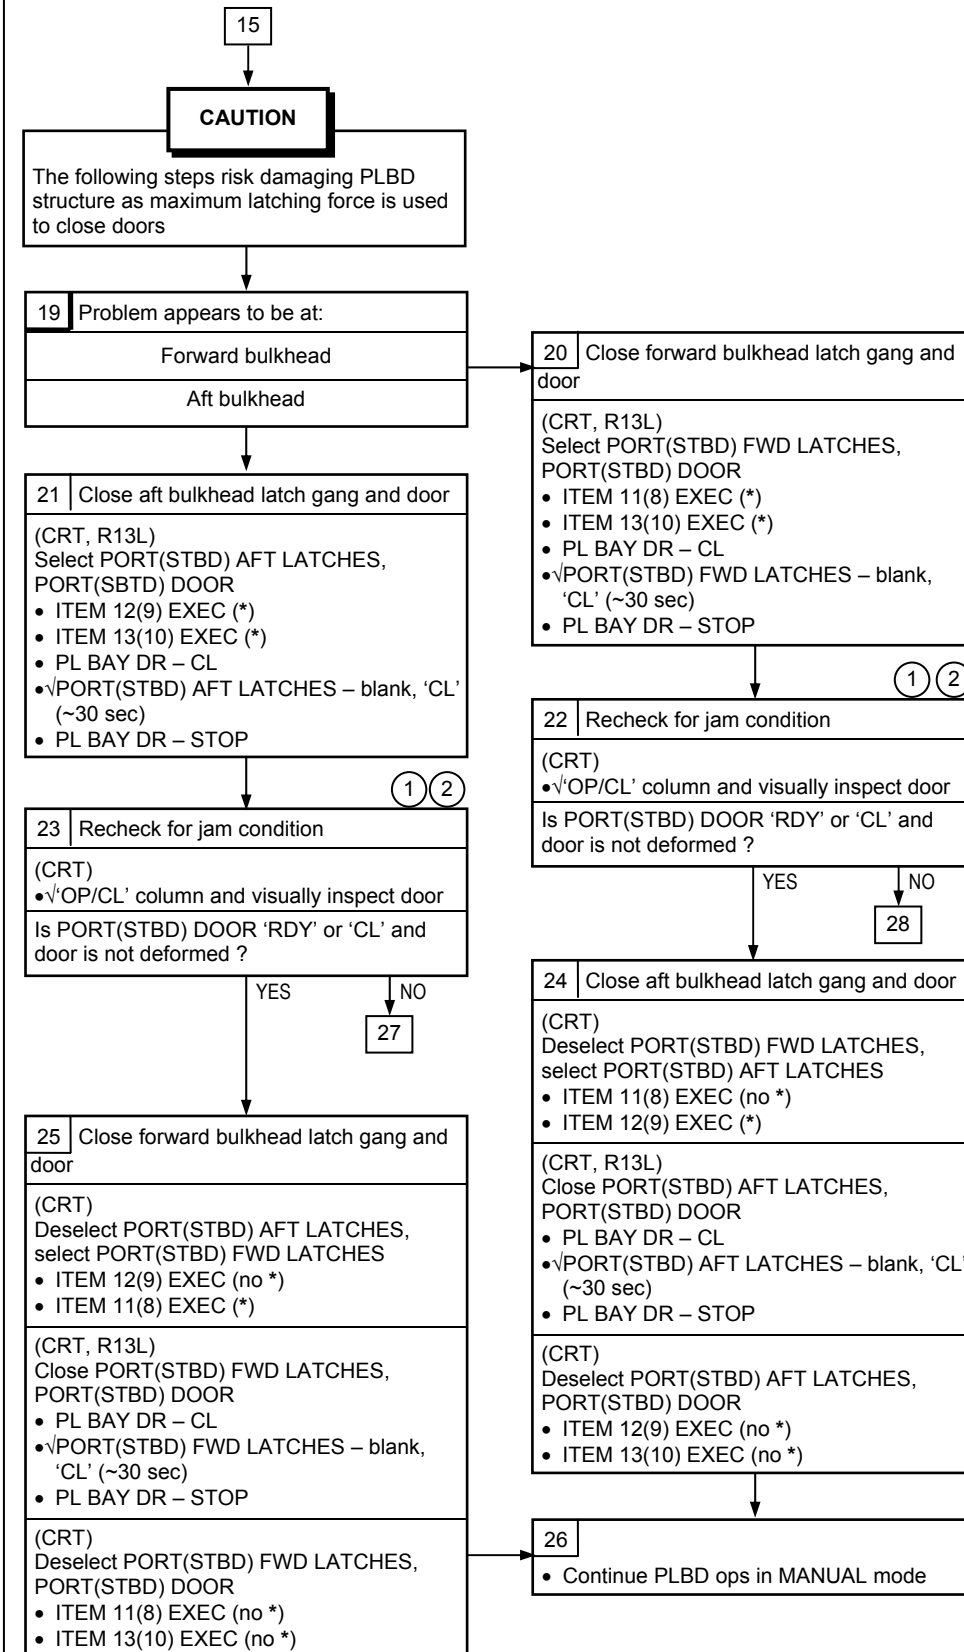 15
CAUTION
The following steps risk damaging PLBD
structure as maximum latching force is used
to close doors
19 Problem appears to be at:
Forward bulkhead
Aft bulkhead
20 Close forward bulkhead latch gang and
door
(CRT, R13L)
Select PORT(STBD) FWD LATCHES,
PORT(STBD) DOOR
• ITEM 11(8) EXEC (*)
• ITEM 13(10) EXEC (*)
• PL BAY DR – CL
•√PORT(STBD) FWD LATCHES – blank,
'CL' (~30 sec)
• PL BAY DR – STOP
21 Close aft bulkhead latch gang and door
(CRT, R13L)
Select PORT(STBD) AFT LATCHES,
PORT(SBTD) DOOR
• ITEM 12(9) EXEC (*)
• ITEM 13(10) EXEC (*)
• PL BAY DR – CL
•√PORT(STBD) AFT LATCHES – blank, 'CL'
(~30 sec)
• PL BAY DR – STOP
1 2
22 Recheck for jam condition
(CRT)
•√'OP/CL' column and visually inspect door
Is PORT(STBD) DOOR 'RDY' or 'CL' and
door is not deformed ?
YES NO
28
1 2
23 Recheck for jam condition
(CRT)
•√'OP/CL' column and visually inspect door
Is PORT(STBD) DOOR 'RDY' or 'CL' and
door is not deformed ?
YES NO
27
24 Close aft bulkhead latch gang and door
(CRT)
Deselect PORT(STBD) FWD LATCHES,
select PORT(STBD) AFT LATCHES
• ITEM 11(8) EXEC (no *)
• ITEM 12(9) EXEC (*)
(CRT, R13L)
Close PORT(STBD) AFT LATCHES,
PORT(STBD) DOOR
• PL BAY DR – CL
•√PORT(STBD) AFT LATCHES – blank, 'CL'
(~30 sec)
• PL BAY DR – STOP
(CRT)
Deselect PORT(STBD) AFT LATCHES,
PORT(STBD) DOOR
• ITEM 12(9) EXEC (no *)
• ITEM 13(10) EXEC (no *)
25 Close forward bulkhead latch gang and
door
(CRT)
Deselect PORT(STBD) AFT LATCHES,
select PORT(STBD) FWD LATCHES
• ITEM 12(9) EXEC (no *)
• ITEM 11(8) EXEC (*)
(CRT, R13L)
Close PORT(STBD) FWD LATCHES,
PORT(STBD) DOOR
• PL BAY DR – CL
•√PORT(STBD) FWD LATCHES – blank,
'CL' (~30 sec)
• PL BAY DR – STOP
(CRT)
Deselect PORT(STBD) FWD LATCHES,
PORT(STBD) DOOR
• ITEM 11(8) EXEC (no *)
• ITEM 13(10) EXEC (no *)
26
• Continue PLBD ops in MANUAL mode